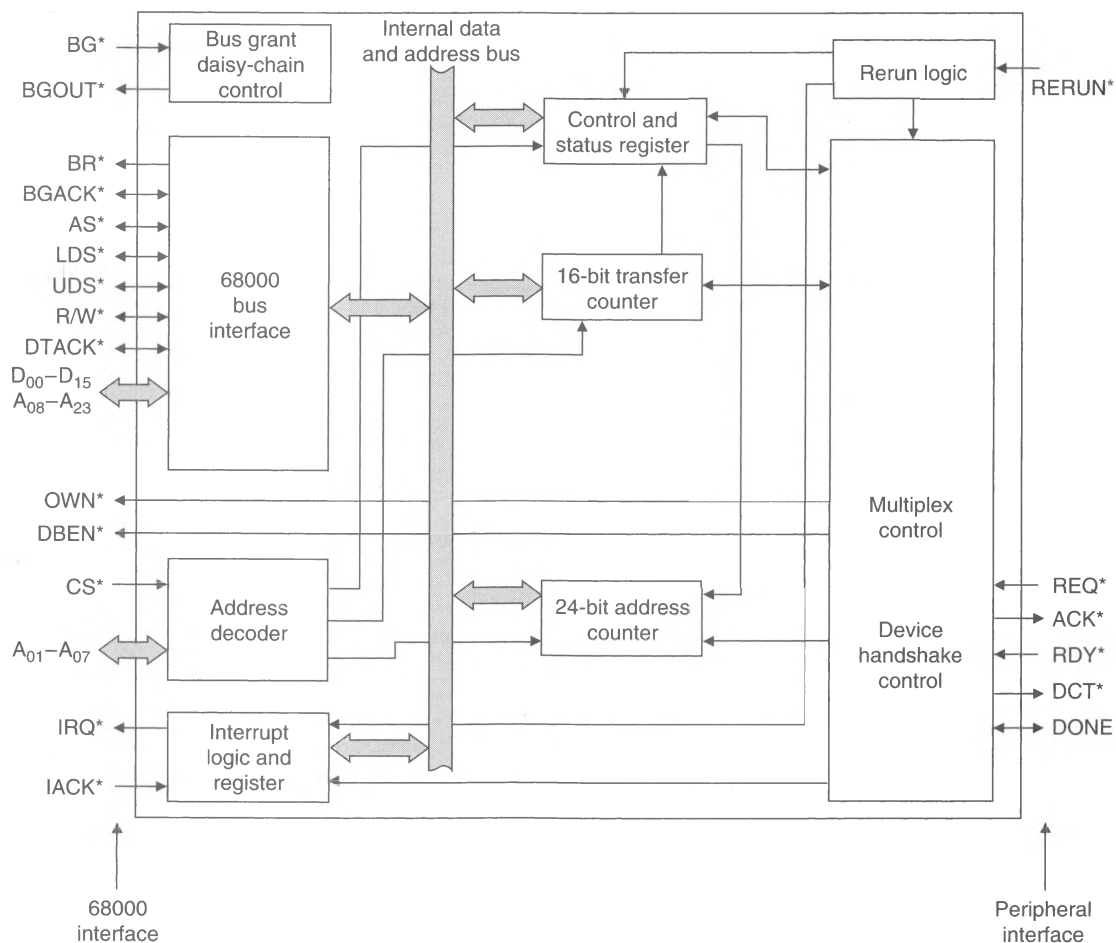 BG*
BGOUT*
Bus grant
daisy-chain
control
Internal data
and address bus
Rerun logic
RERUN*
Control and
status register
BR*
BGACK*
AS*
LDS*
UDS*
R/W*
DTACK*
D00–D15
A08–A23
68000
bus
interface
16-bit transfer
counter
OWN*
DBEN*
Multiplex
control
CS*
A01–A07
Address
decoder
24-bit address
counter
Device
handshake
control
REQ*
ACK*
RDY*
DCT*
DONE
IRQ*
IACK*
Interrupt
logic and
register
68000
interface
Peripheral
interface